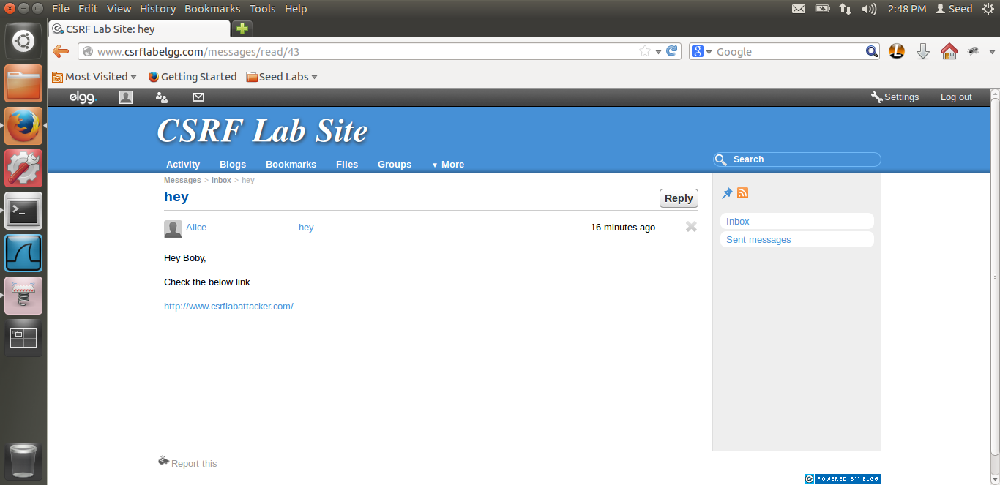 File Edit View History Bookmarks Tools Help
2:48 PM Seed
CSRF Lab Site: hey
www.csrflabelgg.com/messages/read/43
8 Google
Most Visited Getting Started Seed Labs
elgg. Settings Log out
CSRF Lab Site
Activity Blogs Bookmarks Files Groups ▼ More
Search
Messages > Inbox > hey
hey
Reply
Alice hey 16 minutes ago
Inbox
Sent messages
Hey Boby,
Check the below link
http://www.csrflabattacker.com/
Report this
POWERED BY ELGG